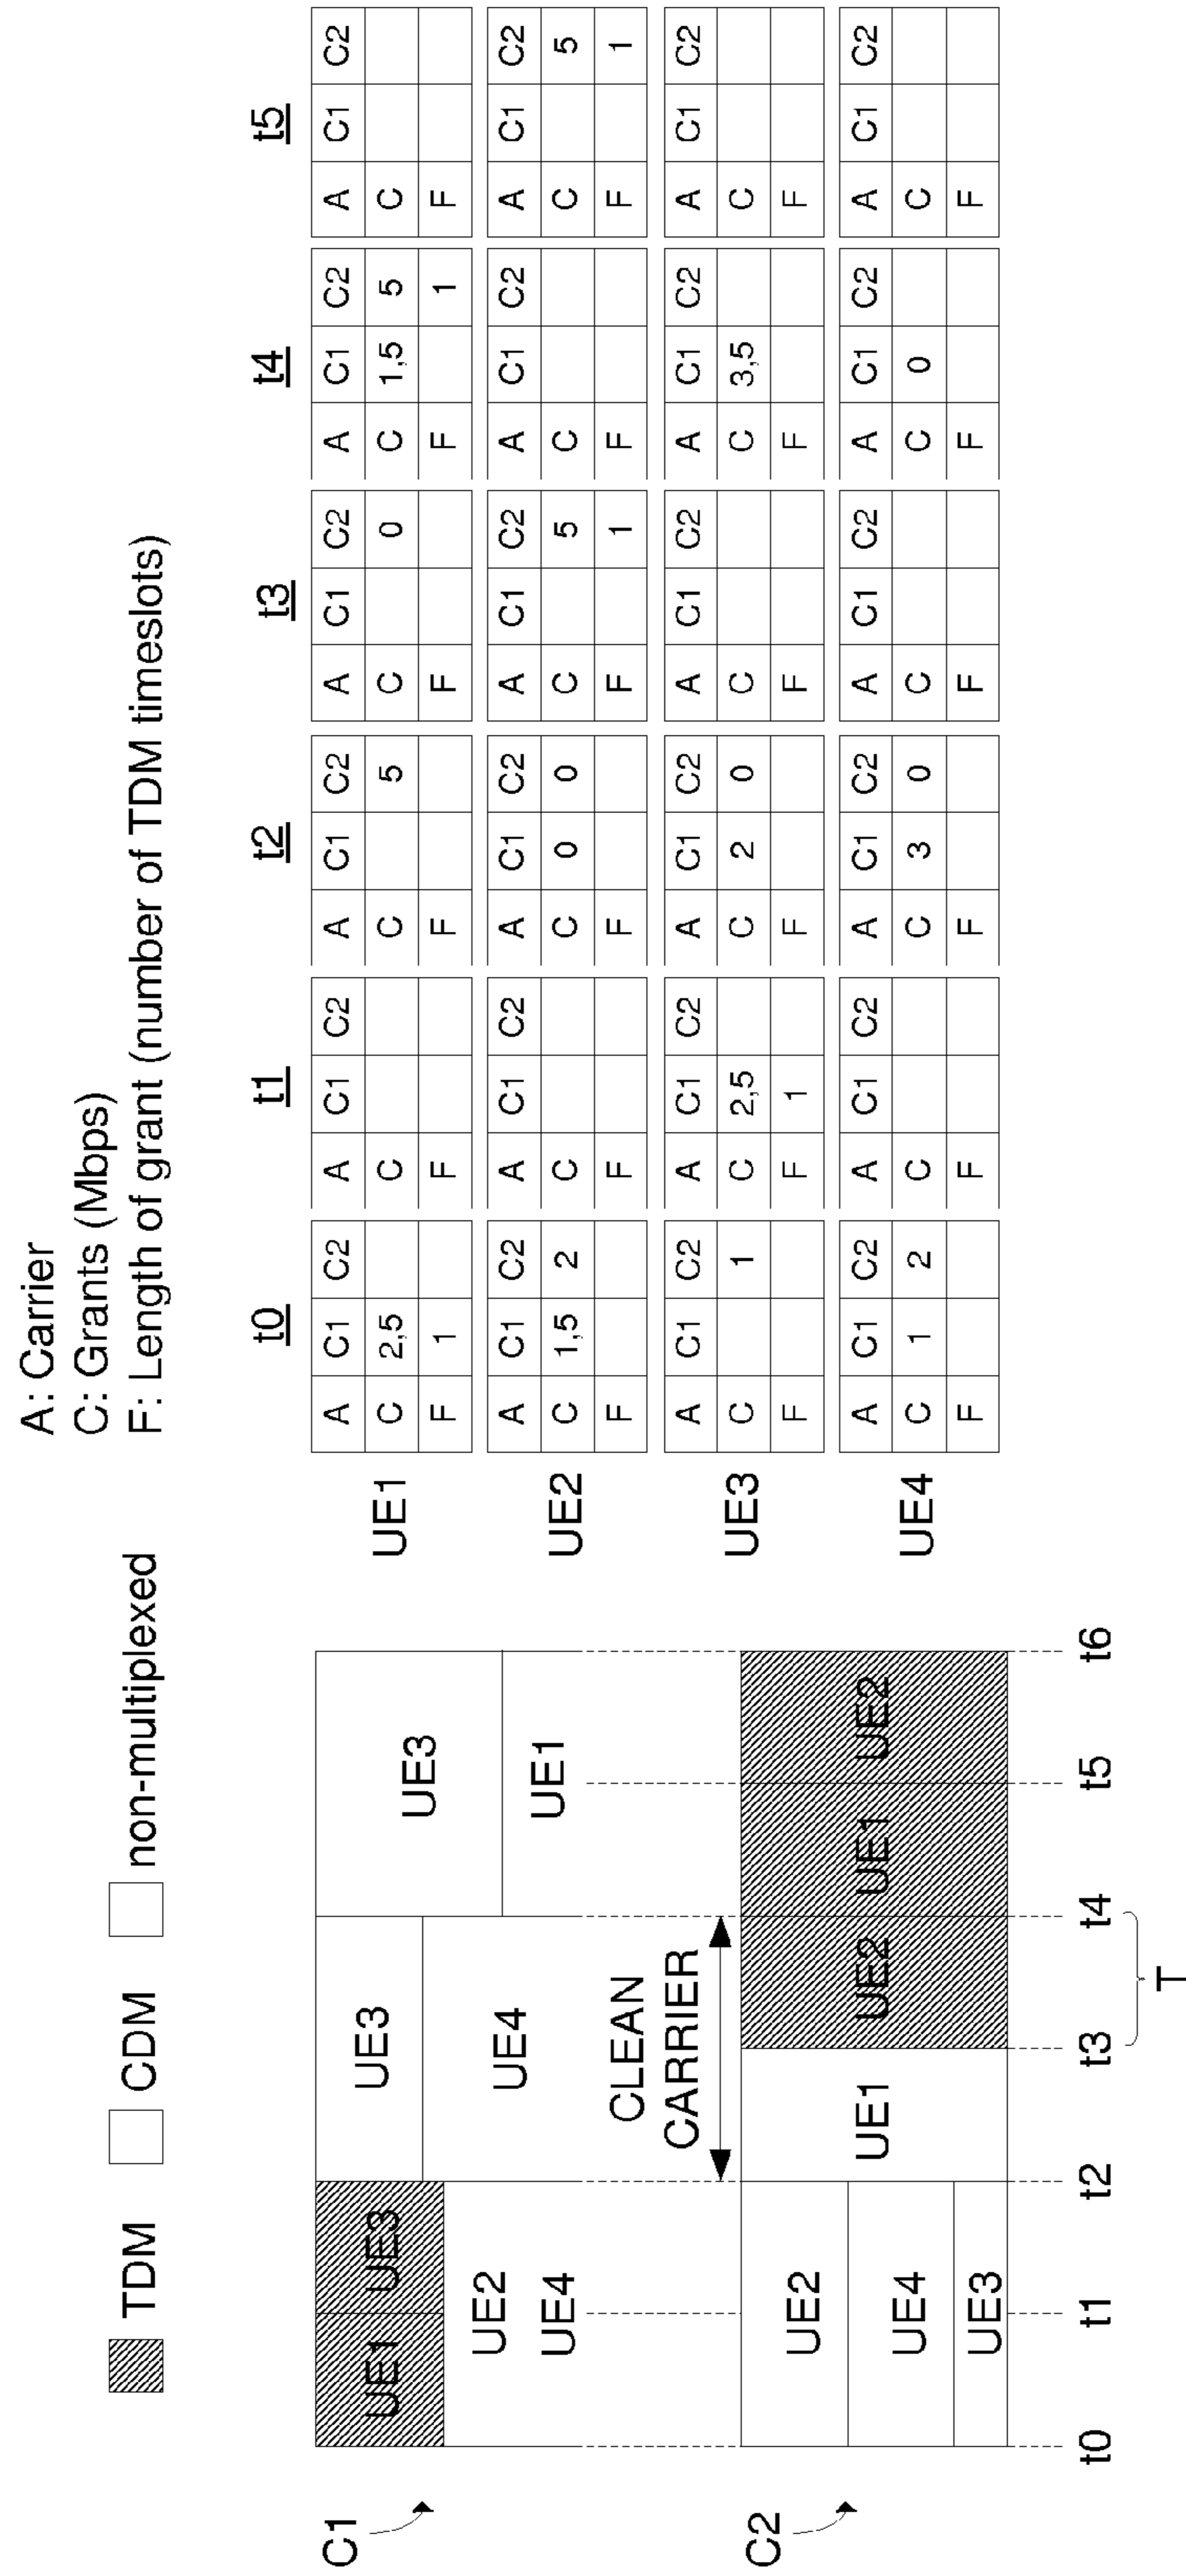 A: Carrier
C: Grants (Mbps)
F: Length of grant (number of TDM timeslots)
TDM CDM non-multiplexed
t0 t1 t2 t3 t4 t5
UE1
A C1 C2 A C1 C2 A C1 C2 A C1 C2 A C1 C2 A C1 C2
C 2,5 C C 5 C 0 C 1,5 5 C
F 1 F F F F 1 F
UE2
A C1 C2 A C1 C2 A C1 C2 A C1 C2 A C1 C2 A C1 C2
C 1,5 2 C C 0 0 C 5 C C 5
F F F F 1 F F 1
UE3
A C1 C2 A C1 C2 A C1 C2 A C1 C2 A C1 C2 A C1 C2
C 1 C 2,5 C 2 0 C C 3,5 C
F F 1 F F F F
UE4
A C1 C2 A C1 C2 A C1 C2 A C1 C2 A C1 C2 A C1 C2
C 1 2 C C 3 0 C C 0 C
F F F F F F
C1
UE1 UE3 UE3 UE3
UE2 UE4 UE1
UE4
CLEAN
CARRIER
C2
UE2 UE1 UE2 UE1 UE2
UE4
UE3
t0 t1 t2 t3 t4 t5 t6
T